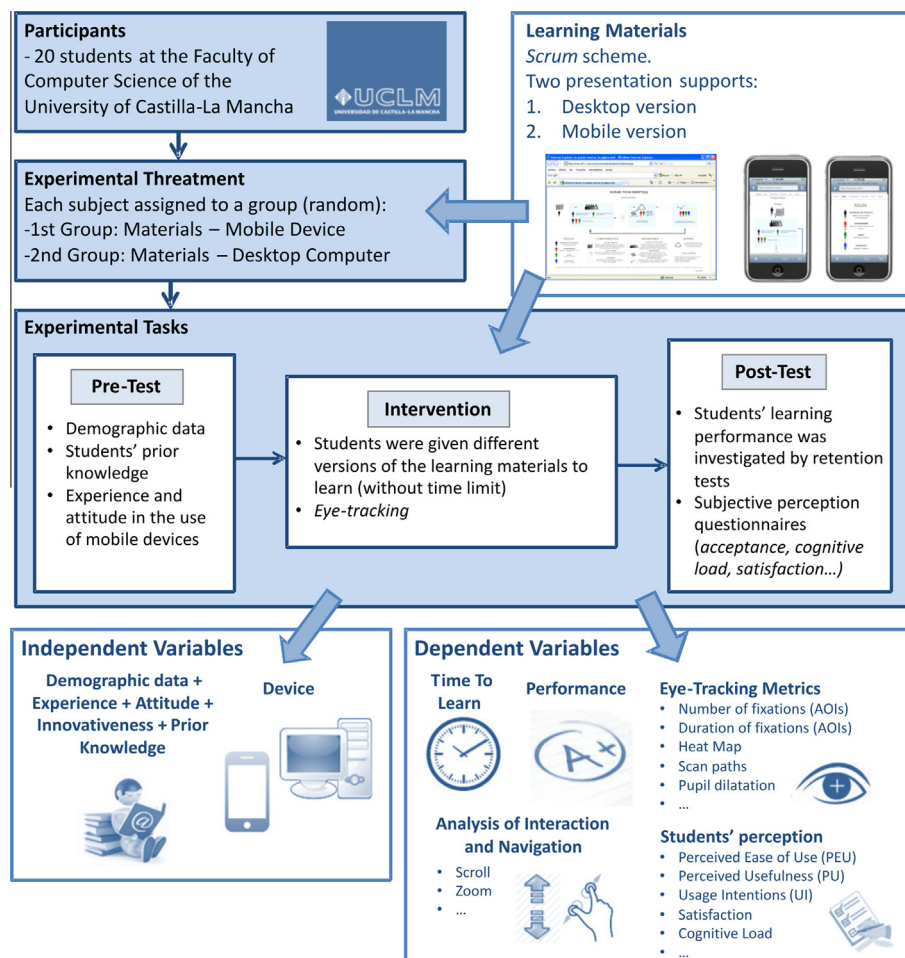 Participants
- 20 students at the Faculty of
Computer Science of the
University of Castilla-La Mancha
UCLM
UNIVERSIDAD DE CASTILLA-LA MANCHA
Learning Materials
Scrum scheme.
Two presentation supports:
1. Desktop version
2. Mobile version
Experimental Threatment
Each subject assigned to a group (random):
-1st Group: Materials – Mobile Device
-2nd Group: Materials – Desktop Computer
Experimental Tasks
Pre-Test
• Demographic data
• Students' prior
knowledge
• Experience and
attitude in the use
of mobile devices
Intervention
• Students were given different
versions of the learning materials to
learn (without time limit)
• Eye-tracking
Post-Test
• Students' learning
performance was
investigated by retention
tests
• Subjective perception
questionnaires
(acceptance, cognitive
load, satisfaction…)
Independent Variables
Demographic data +
Experience + Attitude +
Innovativeness + Prior
Knowledge
Device
@
Dependent Variables
Time To
Learn
Performance
A+
Analysis of Interaction
and Navigation
• Scroll
• Zoom
• …
Eye-Tracking Metrics
• Number of fixations (AOIs)
• Duration of fixations (AOIs)
• Heat Map
• Scan paths
• Pupil dilatation
• …
Students' perception
• Perceived Ease of Use (PEU)
• Perceived Usefulness (PU)
• Usage Intentions (UI)
• Satisfaction
• Cognitive Load
• …